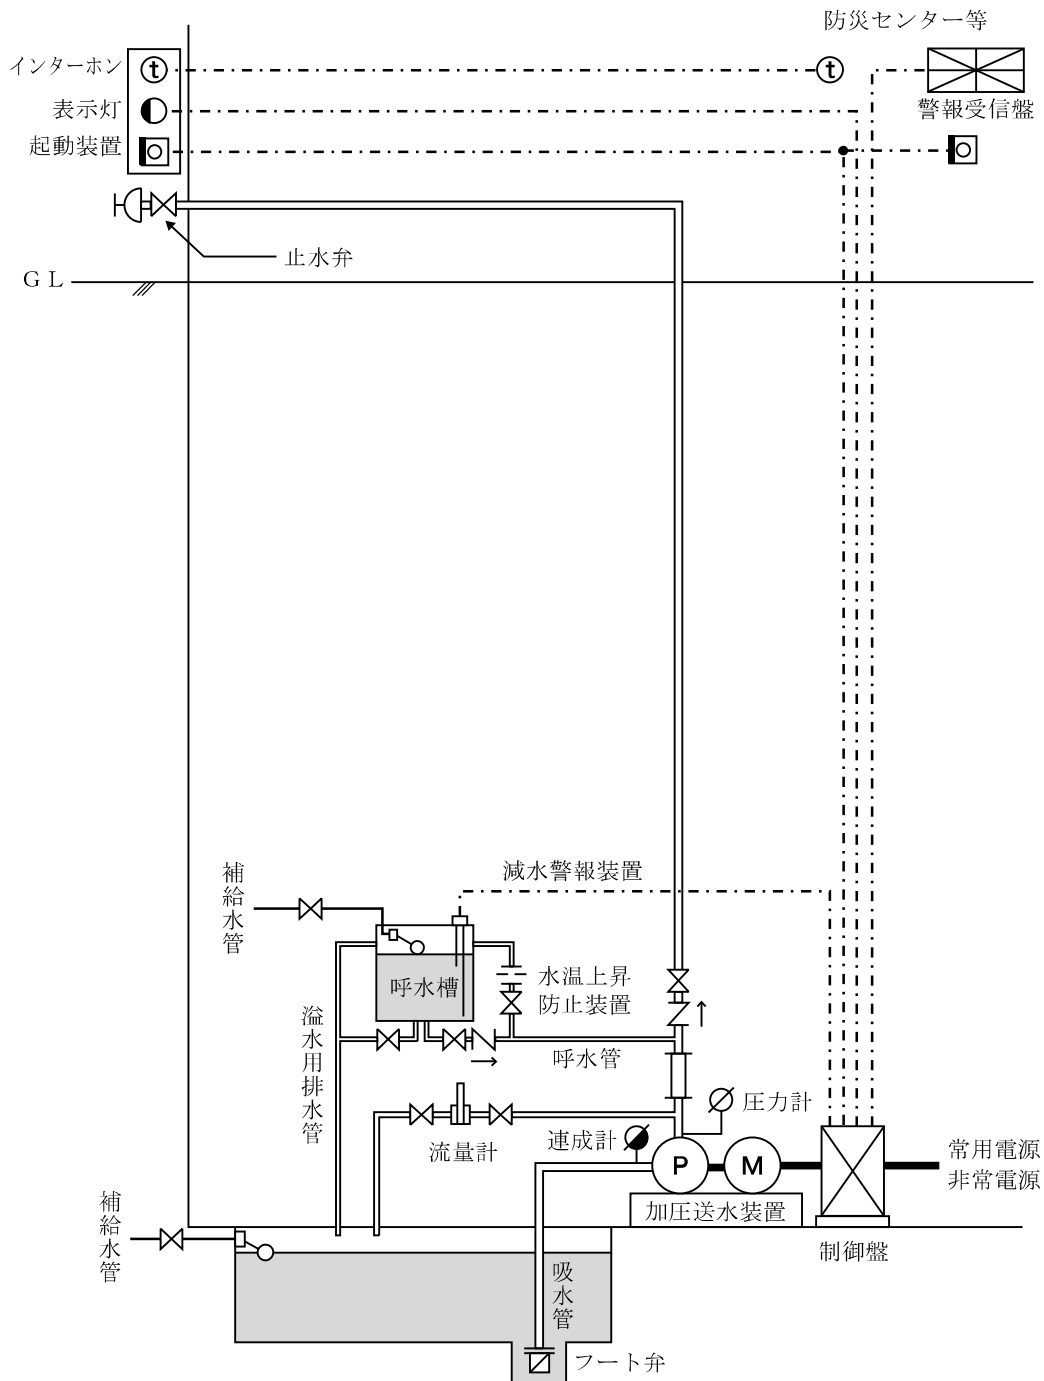 防災センター等
インターホン
t
t
表示灯
警報受信盤
起動装置
止水弁
GL
減水警報装置
補給水管
呼水槽
水温上昇
防止装置
溢水用排水管
呼水管
圧力計
連成計
流量計
P
M
常用電源
非常電源
補給水管
加圧送水装置
制御盤
吸水管
フート弁